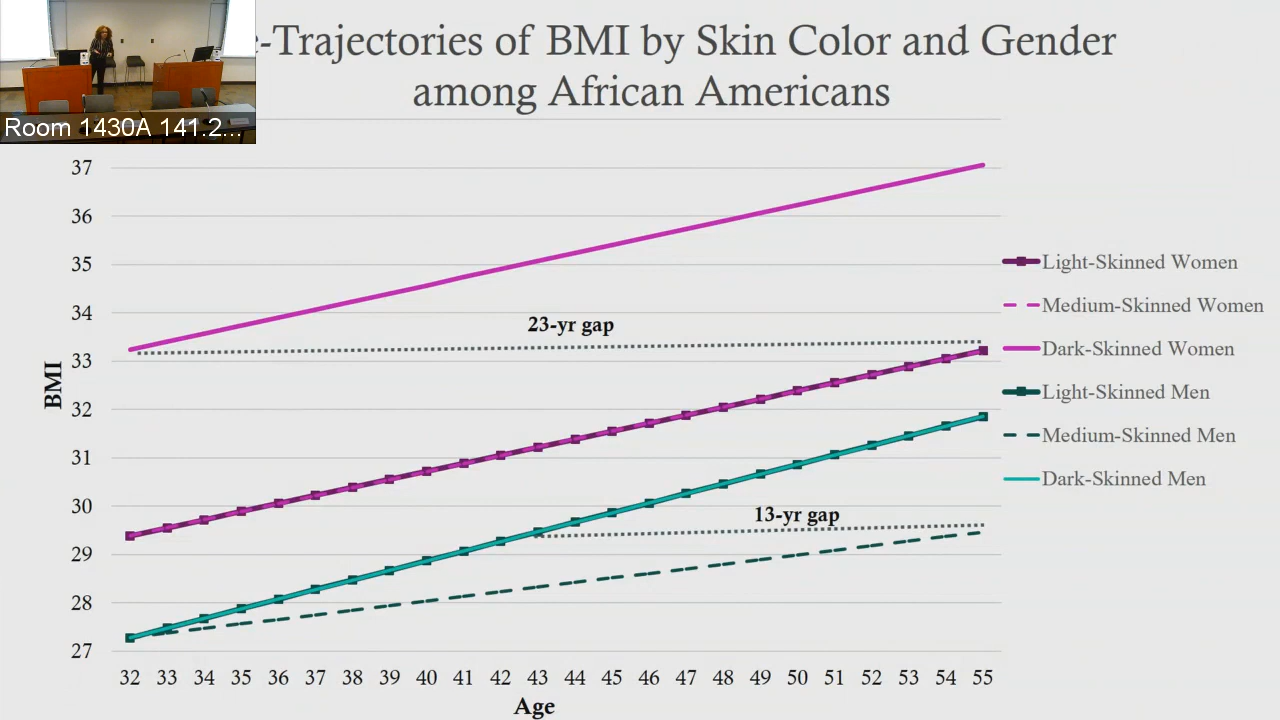 e-Trajectories of BMI by Skin Color and Gender
among African Americans
Room 1430A 141.2...
37
36
35
34
33
32
31
30
29
28
27
BMI
23-yr gap
13-yr gap
32 33 34 35 36 37 38 39 40 41 42 43 44 45 46 47 48 49 50 51 52 53 54 55
Age
Light-Skinned Women
Medium-Skinned Women
Dark-Skinned Women
Light-Skinned Men
Medium-Skinned Men
Dark-Skinned Men